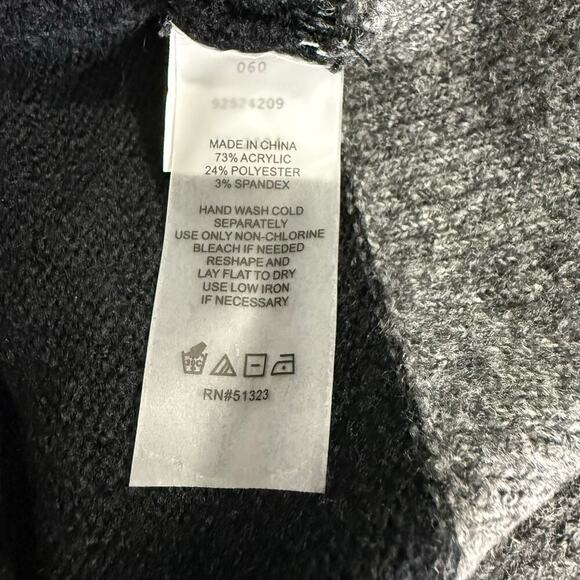 060
92524209
MADE IN CHINA
73% ACRYLIC
24% POLYESTER
3% SPANDEX
HAND WASH COLD
SEPARATELY
USE ONLY NON-CHLORINE
BLEACH IF NEEDED
RESHAPE AND
LAY FLAT TO DRY
USE LOW IRON
IF NECESSARY
RN#51323